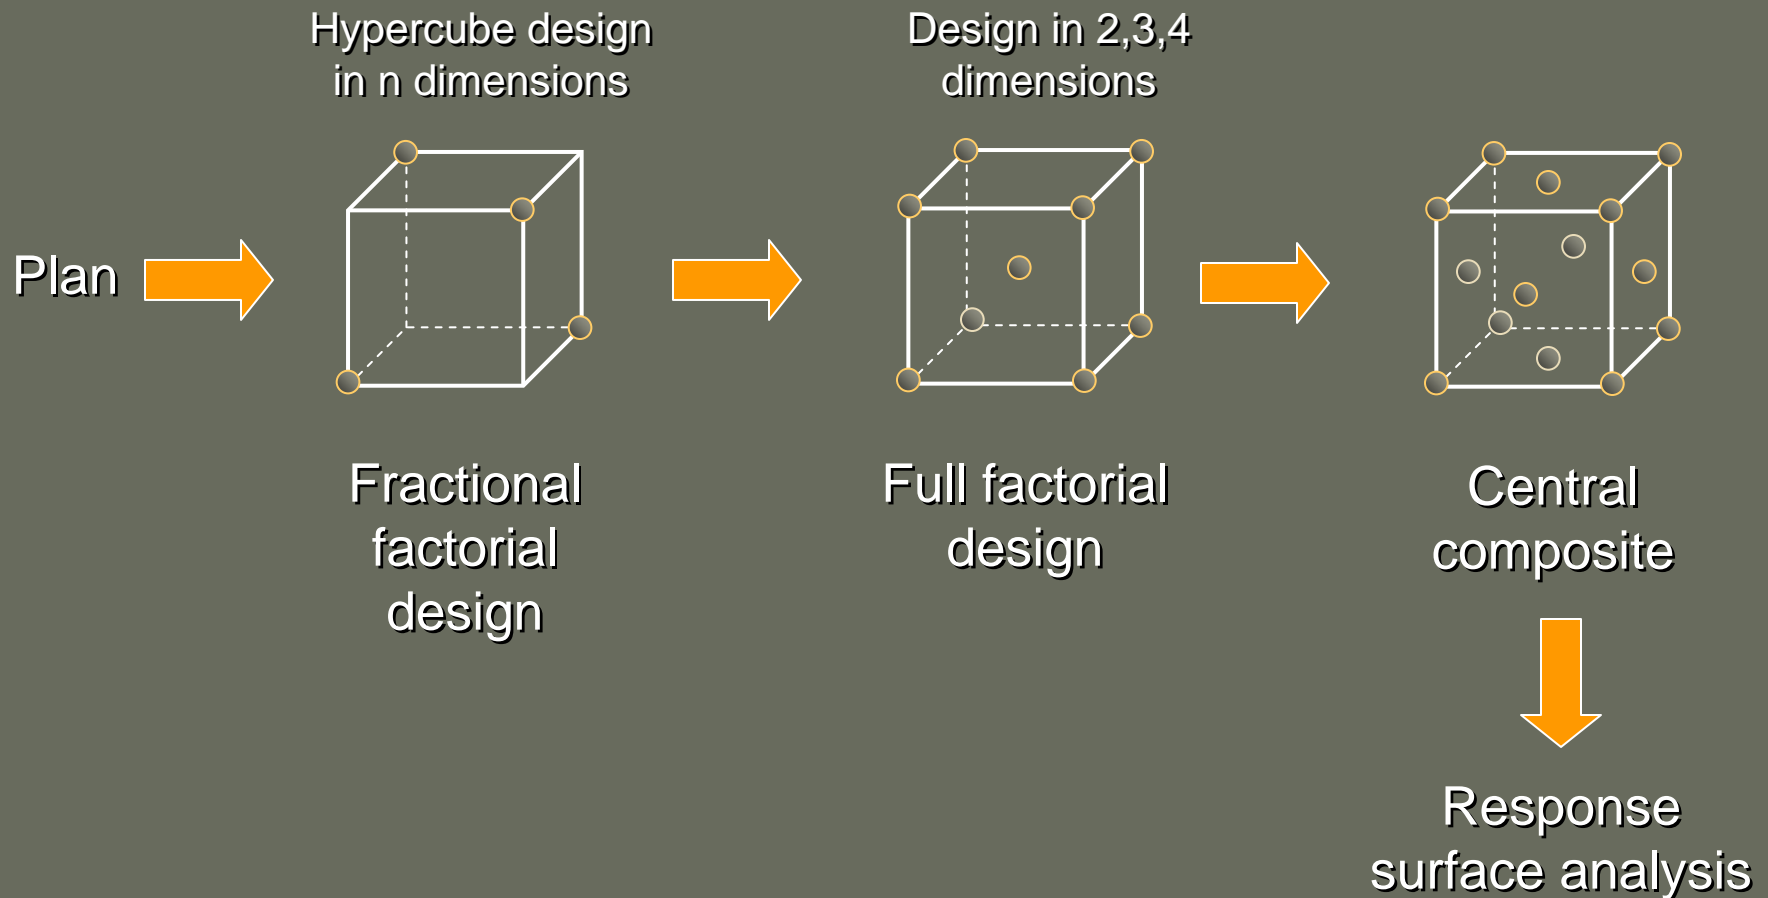 Hypercube design
in n dimensions
Design in 2,3,4
dimensions
Plan
Fractional
factorial
design
Full factorial
design
Central
composite
Response
surface analysis